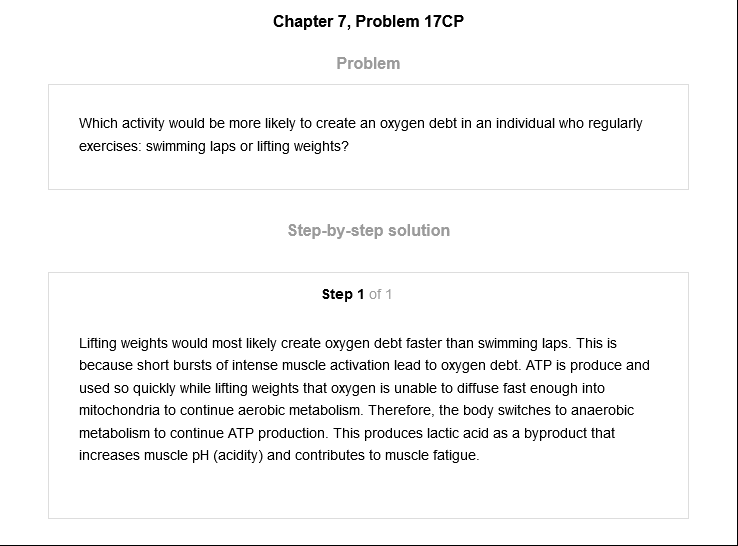 Chapter 7, Problem 17CP
Problem
Which activity would be more likely to create an oxygen debt in an individual who regularly
exercises: swimming laps or lifting weights?
Step-by-step solution
Step 1 of 1
Lifting weights would most likely create oxygen debt faster than swimming laps. This is
because short bursts of intense muscle activation lead to oxygen debt. ATP is produce and
used so quickly while lifting weights that oxygen is unable to diffuse fast enough into
mitochondria to continue aerobic metabolism. Therefore, the body switches to anaerobic
metabolism to continue ATP production. This produces lactic acid as a byproduct that
increases muscle pH (acidity) and contributes to muscle fatigue.